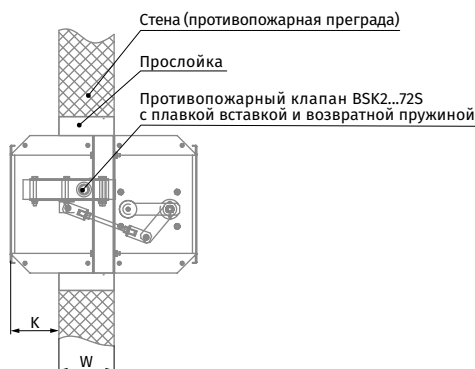 Стена (противопожарная преграда)
Прослойка
Противопожарный клапан BSK2...72S
с плавкой вставкой и возвратной пружиной
K
W